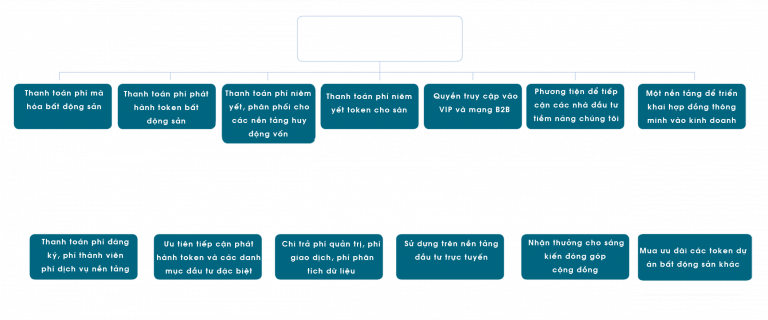 Thanh toán phí mã
hóa bất động sản
Thanh toán phí phát
hành token bất
động sản
Thanh toán phí niêm
yết, phân phối cho
các nền tảng huy
động vốn
Thanh toán phí niêm
yết token cho sàn
Quyền truy cập vào
VIP và mạng B2B
Phương tiện để tiếp
cận các nhà đầu tư
tiềm năng chúng tôi
Một nền tảng để triển
khai hợp đồng thông
minh vào kinh doanh
Thanh toán phí đăng
ký, phí thành viên
phí dịch vụ nền tảng
Ưu tiên tiếp cận phát
hành token và các danh
mục đầu tư đặc biệt
Chi trả phí quản trị, phí
giao dịch, phí phân
tích dữ liệu
Sử dụng trên nền tảng
đầu tư trực tuyến
Nhận thưởng cho sáng
kiến đóng góp
cộng đồng
Mua ưu đãi các token dự
án bất động sản khác